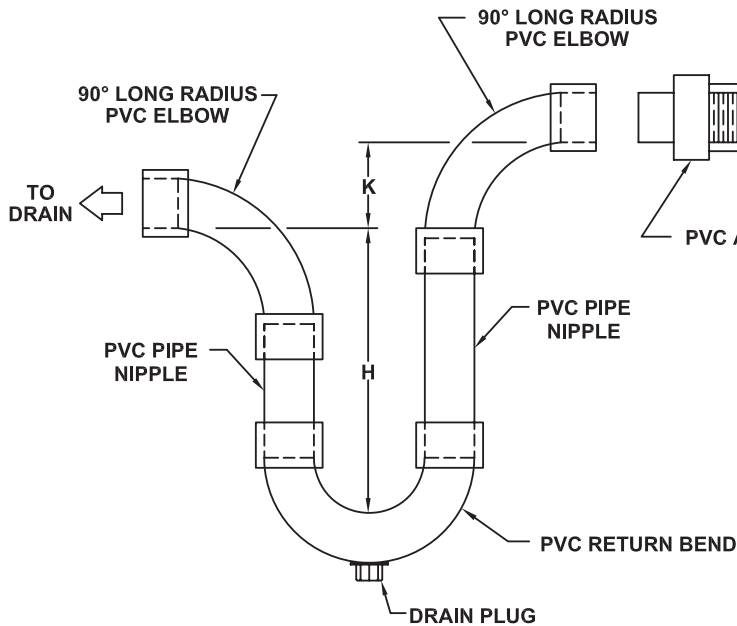 90° LONG RADIUS
PVC ELBOW
90° LONG RADIUS
PVC ELBOW
K
TO
DRAIN
PVC
PVC PIPE
NIPPLE
PVC PIPE
NIPPLE
H
PVC RETURN BEND
DRAIN PLUG